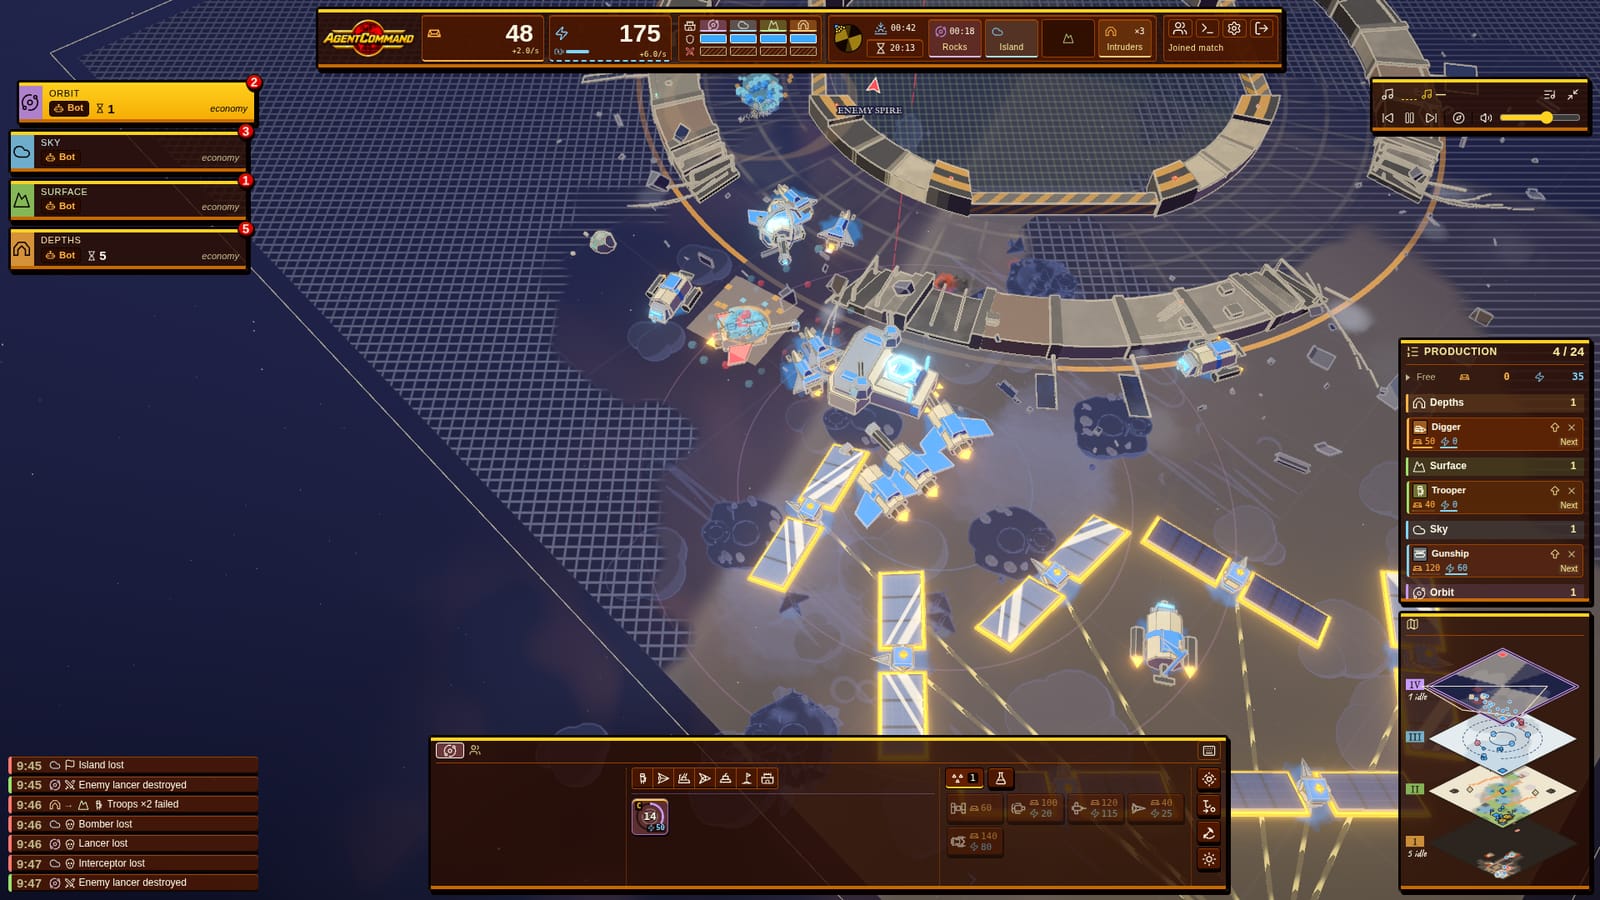 AGENTCOMMAND
48
+2.0/s
175
+6.0/s
00:42
20:13
00:18
Rocks
Island
×3
Intruders
Joined match
ORBIT
Bot
1
economy
2
SKY
Bot
economy
3
SURFACE
Bot
economy
1
DEPTHS
Bot
5
economy
5
ENEMY SPIRE
PRODUCTION
4 / 24
Free 0 35
Depths 1
Digger
50 0 Next
Surface 1
Trooper
40 0 Next
Sky 1
Gunship
120 60 Next
Orbit 1
IV
1 idle
III
II
I
5 idle
9:45 Island lost
9:45 Enemy lancer destroyed
9:46 → Troops ×2 failed
9:46 Bomber lost
9:46 Lancer lost
9:47 Interceptor lost
9:47 Enemy lancer destroyed
C
14
50
1
60
100
20
120
115
40
25
140
80